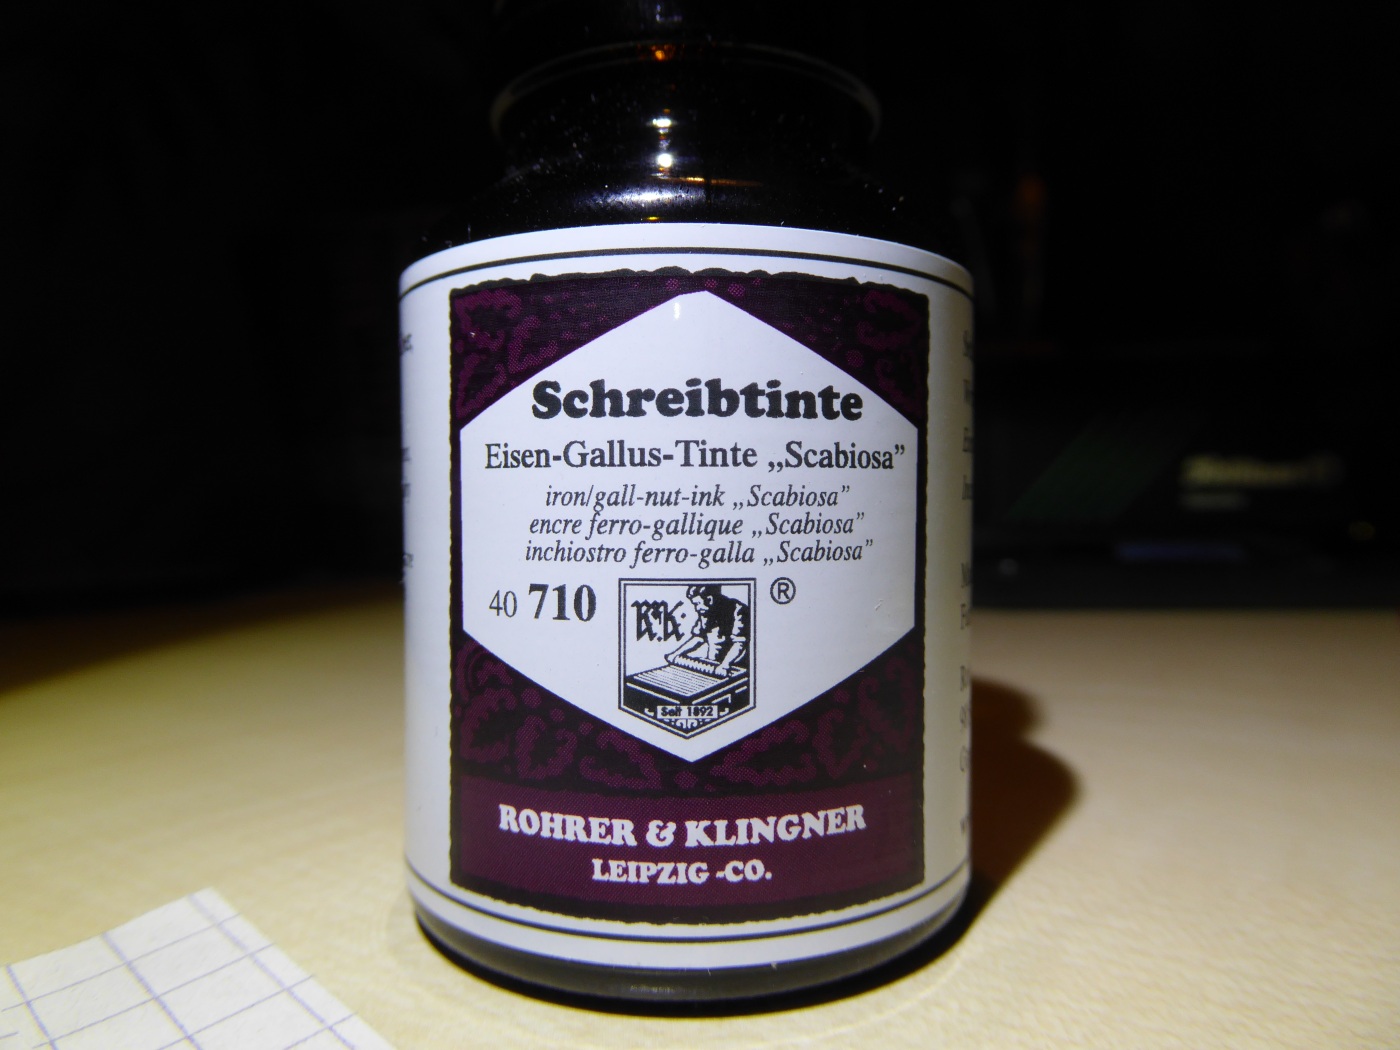 Schreibtinte
Eisen-Gallus-Tinte „Scabiosa”
iron/gall-nut-ink „Scabiosa”
encre ferro-gallique „Scabiosa”
inchiostro ferro-galla „Scabiosa”
40 710
R&K ®
Seit 1892
ROHRER & KLINGNER
LEIPZIG -CO.